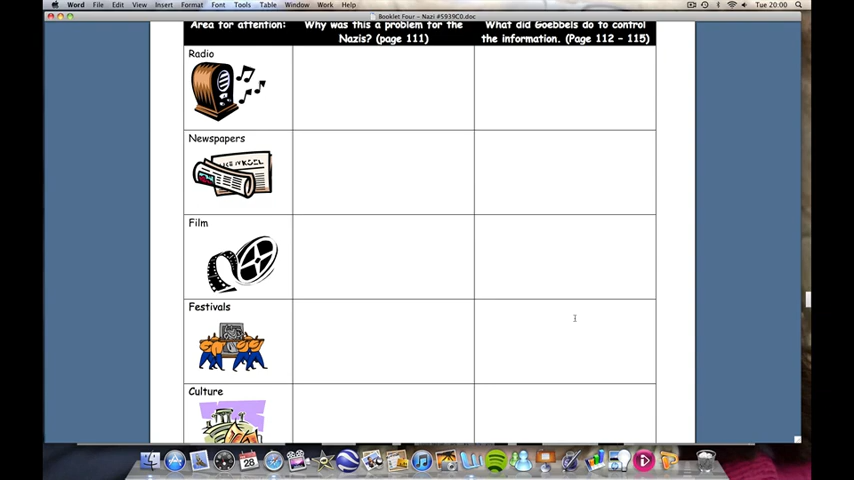 Word File Edit View Insert Format Font Tools Table Window Work Help Tue 20:00
Booklet Four – Nazi #5939C0.doc
Area for attention: Why was this a problem for the Nazis? (page 111) What did Goebbels do to control the information. (Page 112 – 115)
Radio
Newspapers
Film
Festivals
Culture
28